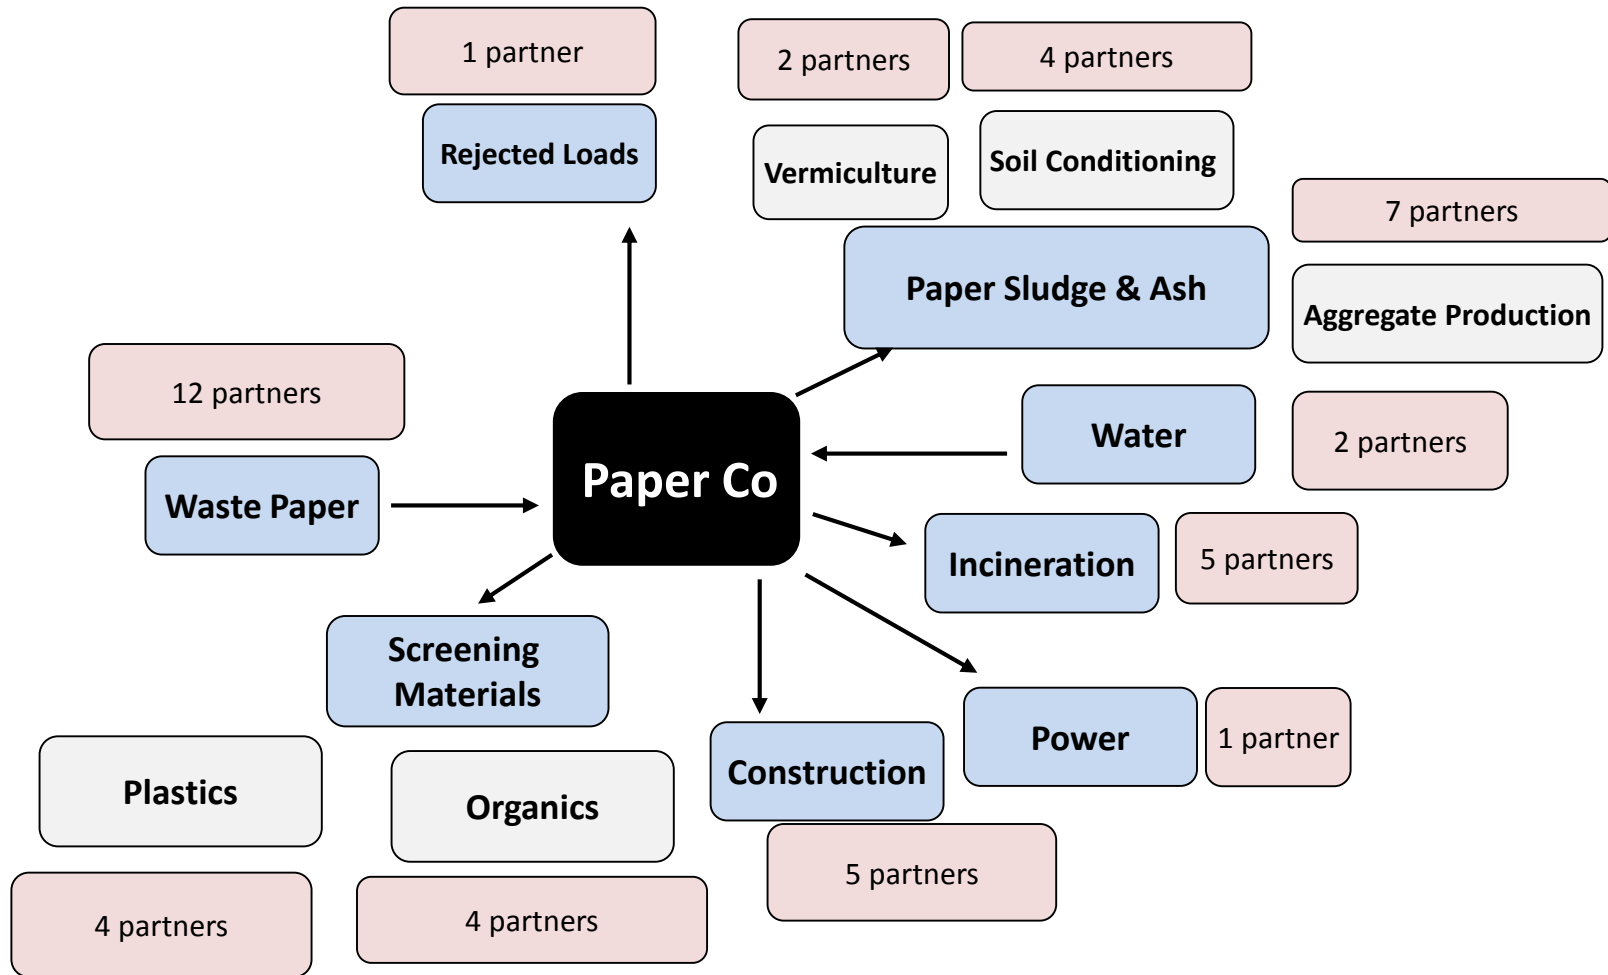 1 partner
2 partners
4 partners
Rejected Loads
Vermiculture
Soil Conditioning
7 partners
Paper Sludge & Ash
Aggregate Production
12 partners
Water
2 partners
Paper Co
Waste Paper
Incineration
5 partners
Screening
Materials
Power
1 partner
Construction
Plastics
Organics
5 partners
4 partners
4 partners